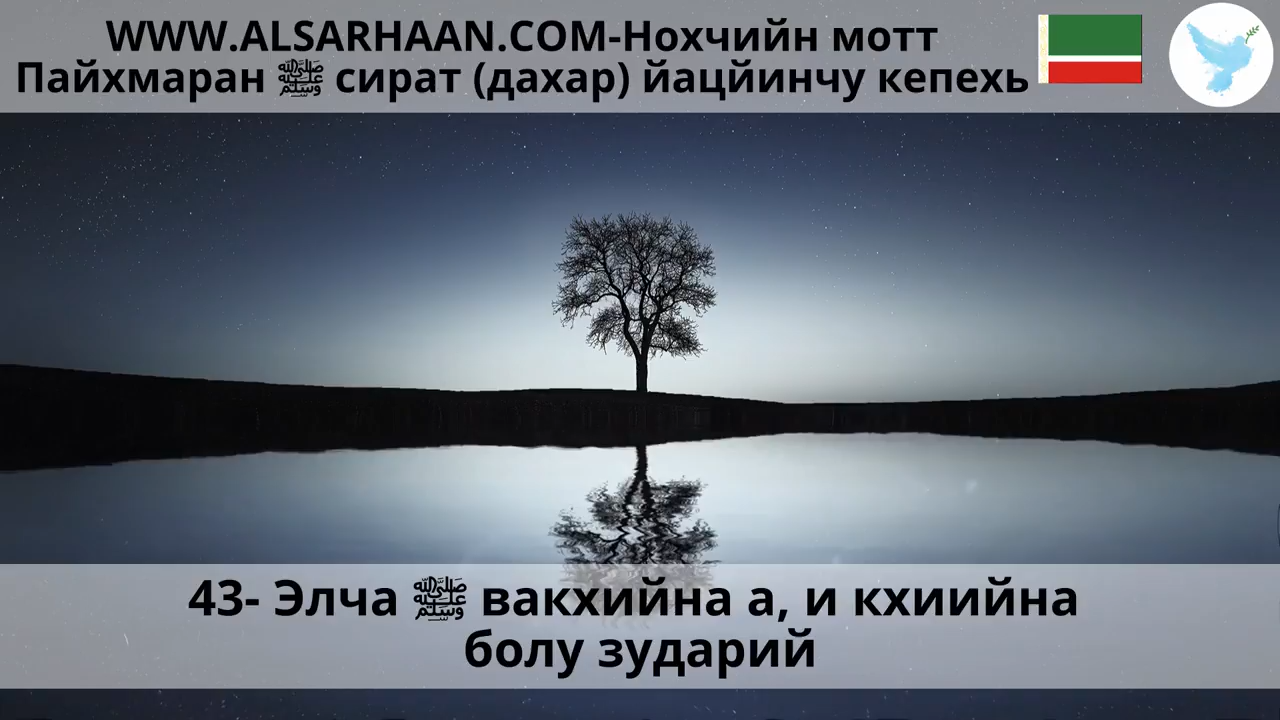 WWW.ALSARHAAN.COM-Нохчийн мотт
Пайхмаран ﷺ сират (дахар) йацйинчу кепехь
43- Элча ﷺ вакхийна а, и кхиийна
болу зударий